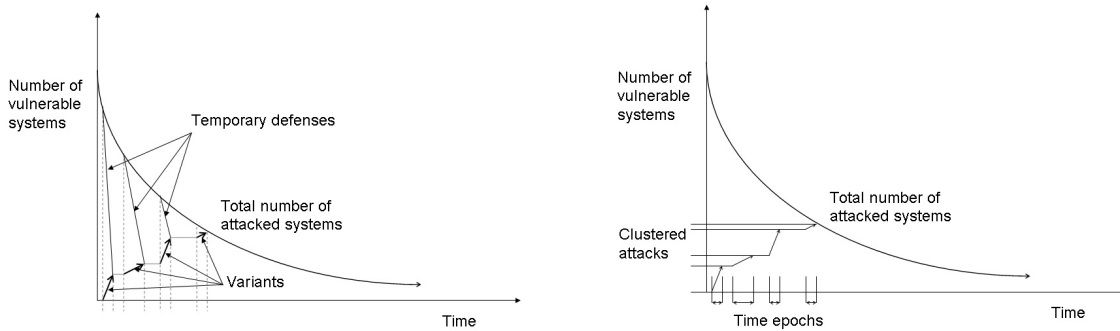 Number of
vulnerable
systems
Temporary defenses
Total number of
attacked systems
Variants
Time
Number of
vulnerable
systems
Total number of
attacked systems
Clustered
attacks
Time epochs
Time